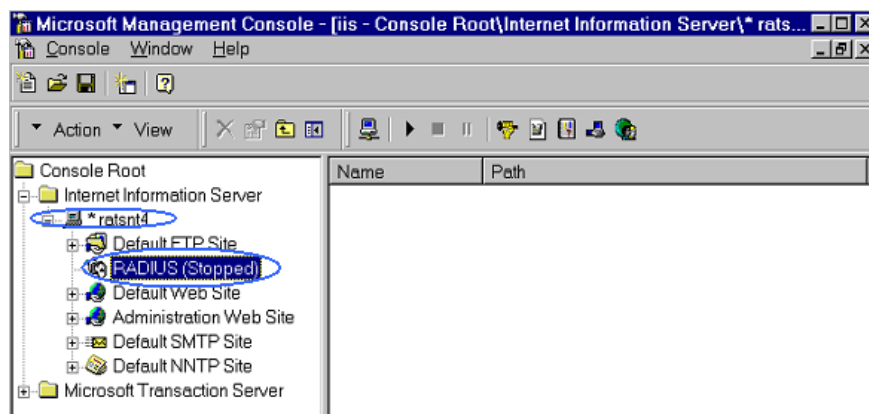 Microsoft Management Console - [iis - Console Root\Internet Information Server\* rats...
Console Window Help
Action View
Console Root
Internet Information Server
* ratsnt4
Default FTP Site
RADIUS (Stopped)
Default Web Site
Administration Web Site
Default SMTP Site
Default NNTP Site
Microsoft Transaction Server
Name Path